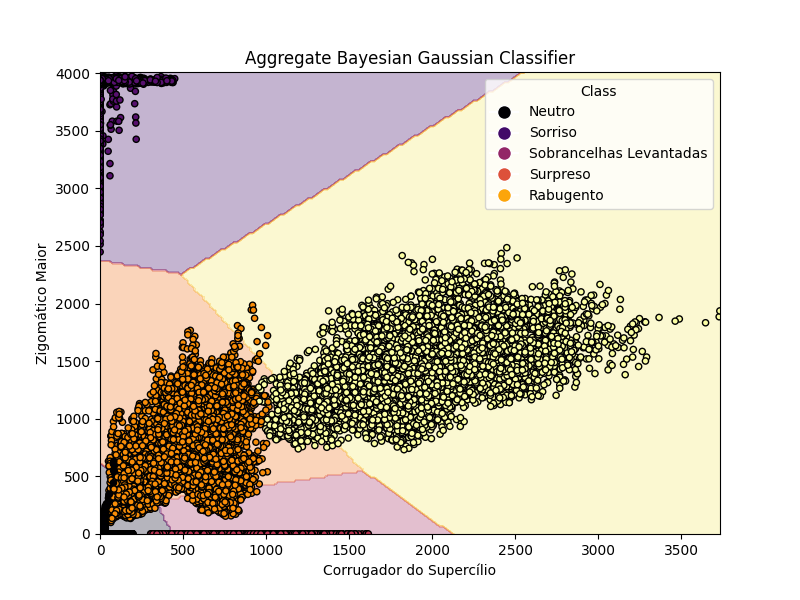 Aggregate Bayesian Gaussian Classifier
4000
3500
3000
2500
2000
1500
1000
500
0
Zigomático Maior
Class
Neutro
Sorriso
Sobrancelhas Levantadas
Surpreso
Rabugento
0 500 1000 1500 2000 2500 3000 3500
Corrugador do Supercílio